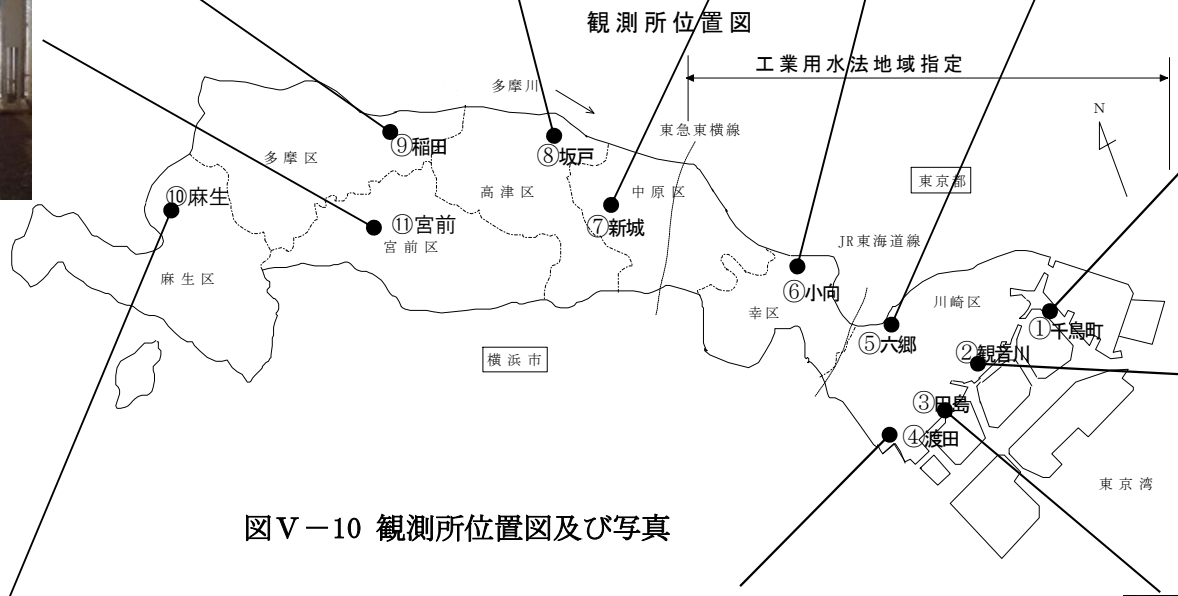 観測所位置図
工業用水法地域指定
多摩川
東急東横線
N
⑨稲田
⑧坂戸
多摩区
高津区
中原区
東京都
⑩麻生
⑪宮前
宮前区
⑦新城
JR東海道線
麻生区
⑥小向
幸区
川崎区
①千鳥町
⑤六郷
②観音川
横浜市
③田島
④渡田
東京湾
図Ⅴ－10 観測所位置図及び写真